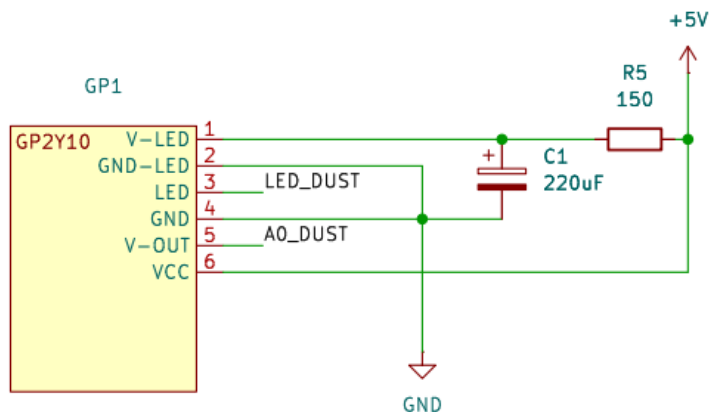 +5V
GP1
R5
150
GP2Y10
V-LED 1
GND-LED 2
LED 3
LED_DUST
GND 4
V-OUT 5
A0_DUST
VCC 6
+
C1
220uF
GND